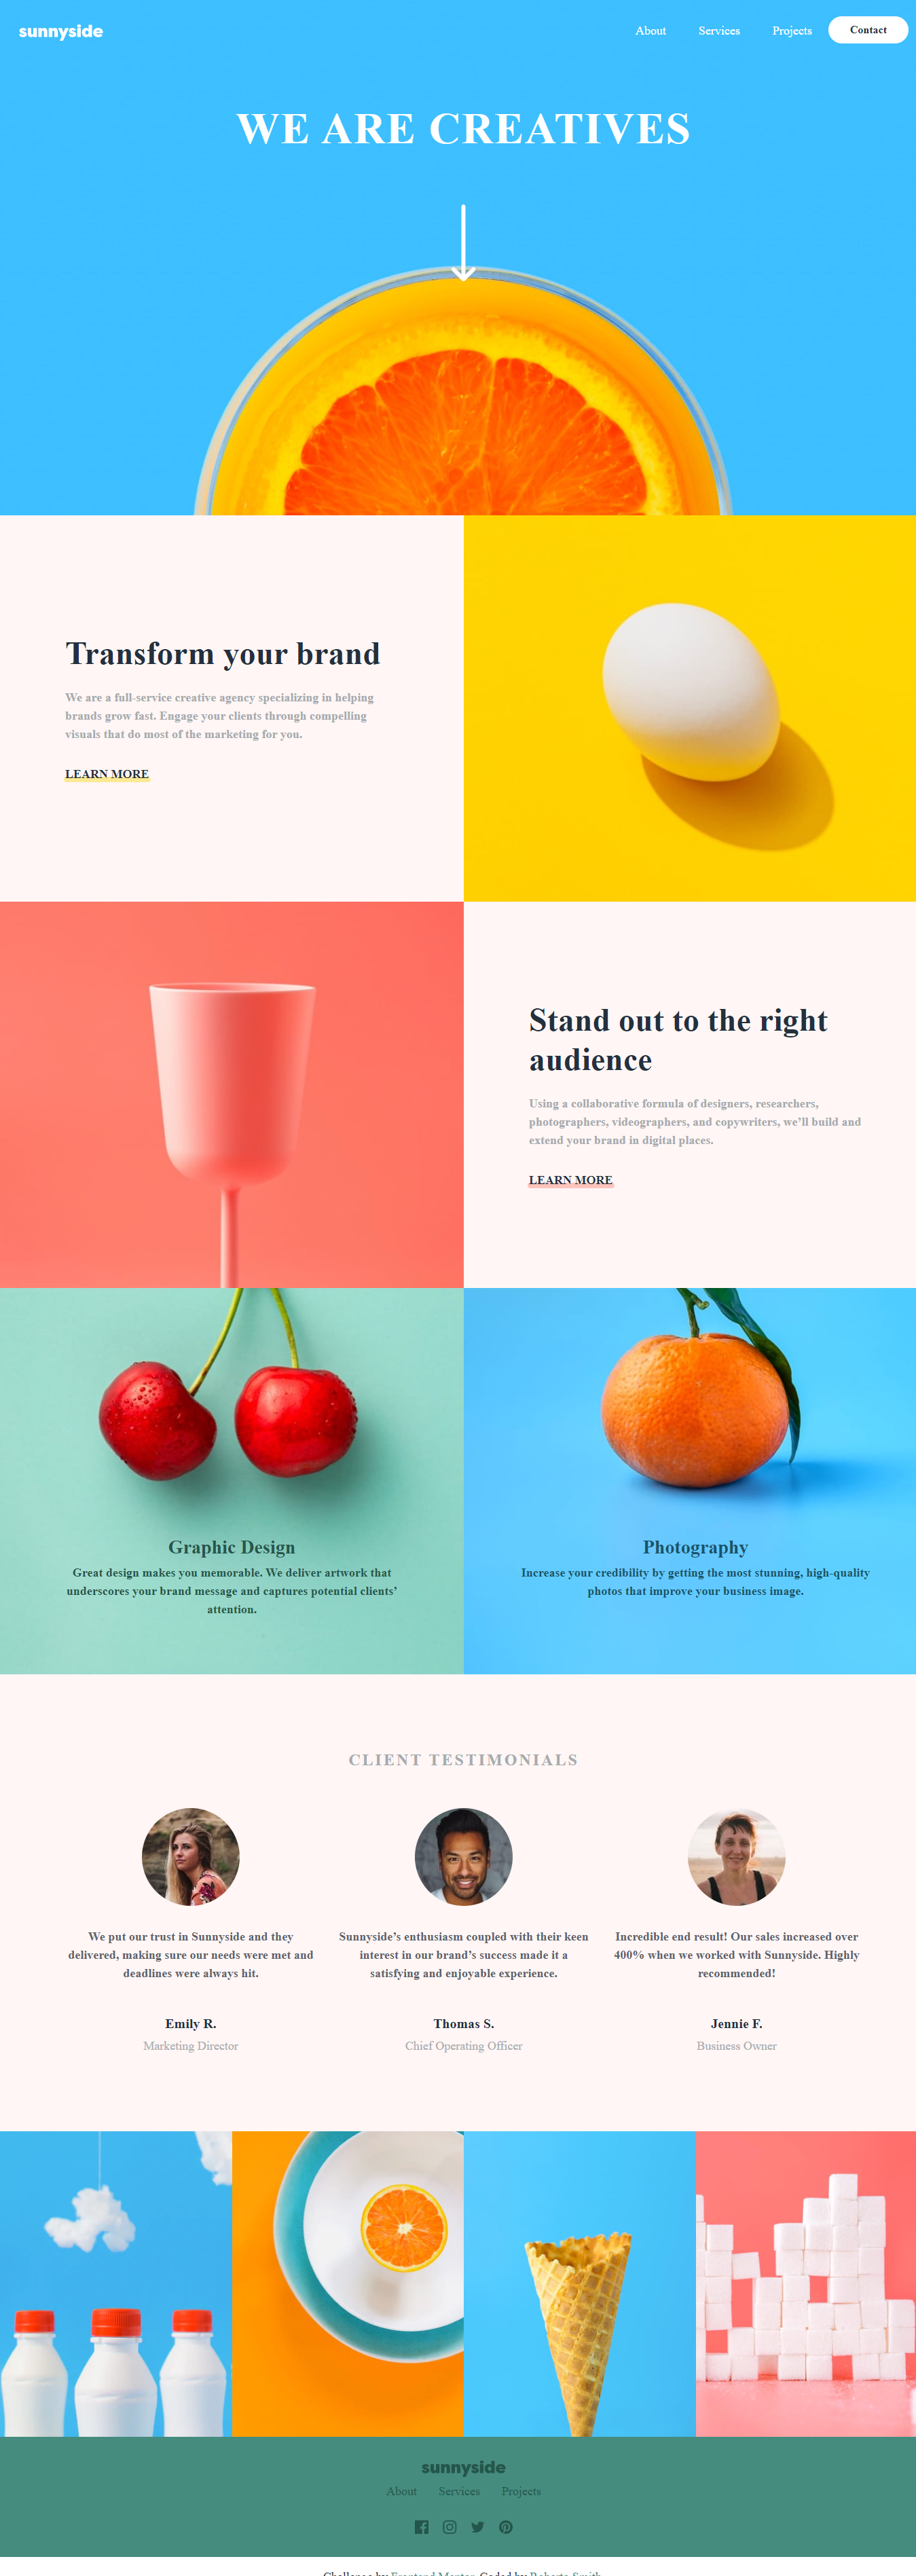 sunnyside
About Services Projects Contact
WE ARE CREATIVES
Transform your brand
We are a full-service creative agency specializing in helping
brands grow fast. Engage your clients through compelling
visuals that do most of the marketing for you.
LEARN MORE
Stand out to the right
audience
Using a collaborative formula of designers, researchers,
photographers, videographers, and copywriters, we’ll build and
extend your brand in digital places.
LEARN MORE
Graphic Design
Great design makes you memorable. We deliver artwork that
underscores your brand message and captures potential clients’
attention.
Photography
Increase your credibility by getting the most stunning, high-quality
photos that improve your business image.
CLIENT TESTIMONIALS
We put our trust in Sunnyside and they
delivered, making sure our needs were met and
deadlines were always hit.
Emily R.
Marketing Director
Sunnyside’s enthusiasm coupled with their keen
interest in our brand’s success made it a
satisfying and enjoyable experience.
Thomas S.
Chief Operating Officer
Incredible end result! Our sales increased over
400% when we worked with Sunnyside. Highly
recommended!
Jennie F.
Business Owner
sunnyside
About Services Projects
Challenge by Frontend Mentor. Coded by Roberta Smith.